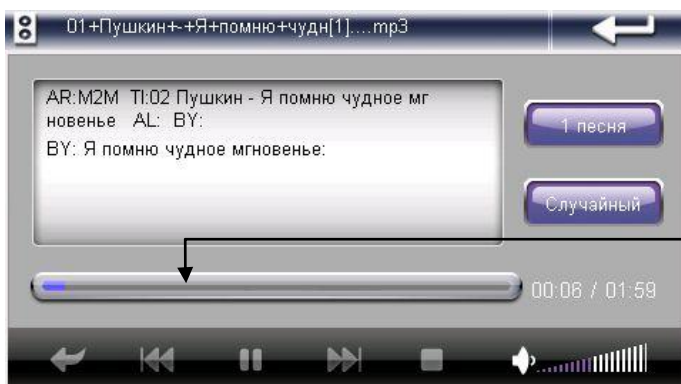 01+Пушкин+-+Я+помню+чудн[1]....mp3
AR:M2M TI:02 Пушкин - Я помню чудное мг
новенье AL: BY:
BY: Я помню чудное мгновенье:
1 песня
Случайный
00:06 / 01:59